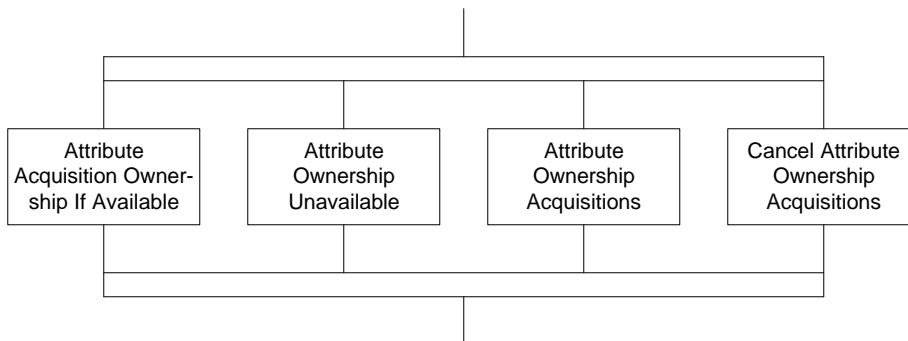 Attribute
Acquisition Owner-
ship If Available
Attribute
Ownership
Unavailable
Attribute
Ownership
Acquisitions
Cancel Attribute
Ownership
Acquisitions